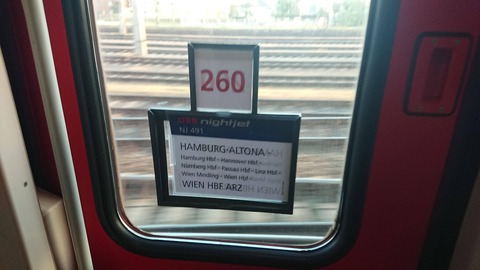 260
ÖBB nightjet
NJ 491
HAMBURG-ALTONA -
Hamburg Hbf - Hannover Hbf -
Nürnberg Hbf - Passau Hbf - Linz Hbf -
Wien Meidling - Wien Hbf
WIEN HBF ARZ